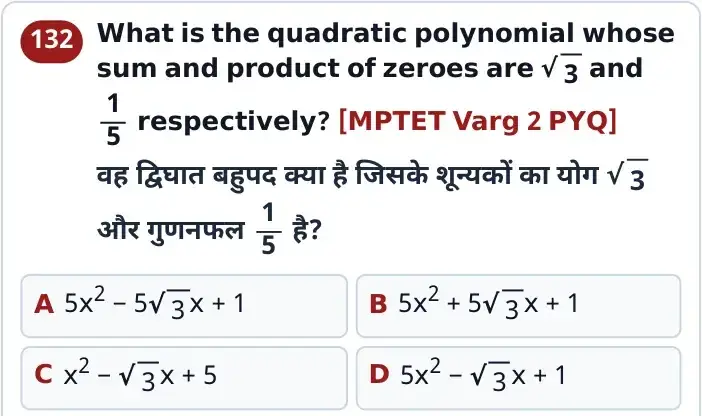 132 What is the quadratic polynomial whose
sum and product of zeroes are √3 and
1/5 respectively? [MPTET Varg 2 PYQ]
वह द्विघात बहुपद क्या है जिसके शून्यकों का योग √3
और गुणनफल 1/5 है?
A 5x² – 5√3x + 1
B 5x² + 5√3x + 1
C x² – √3x + 5
D 5x² – √3x + 1